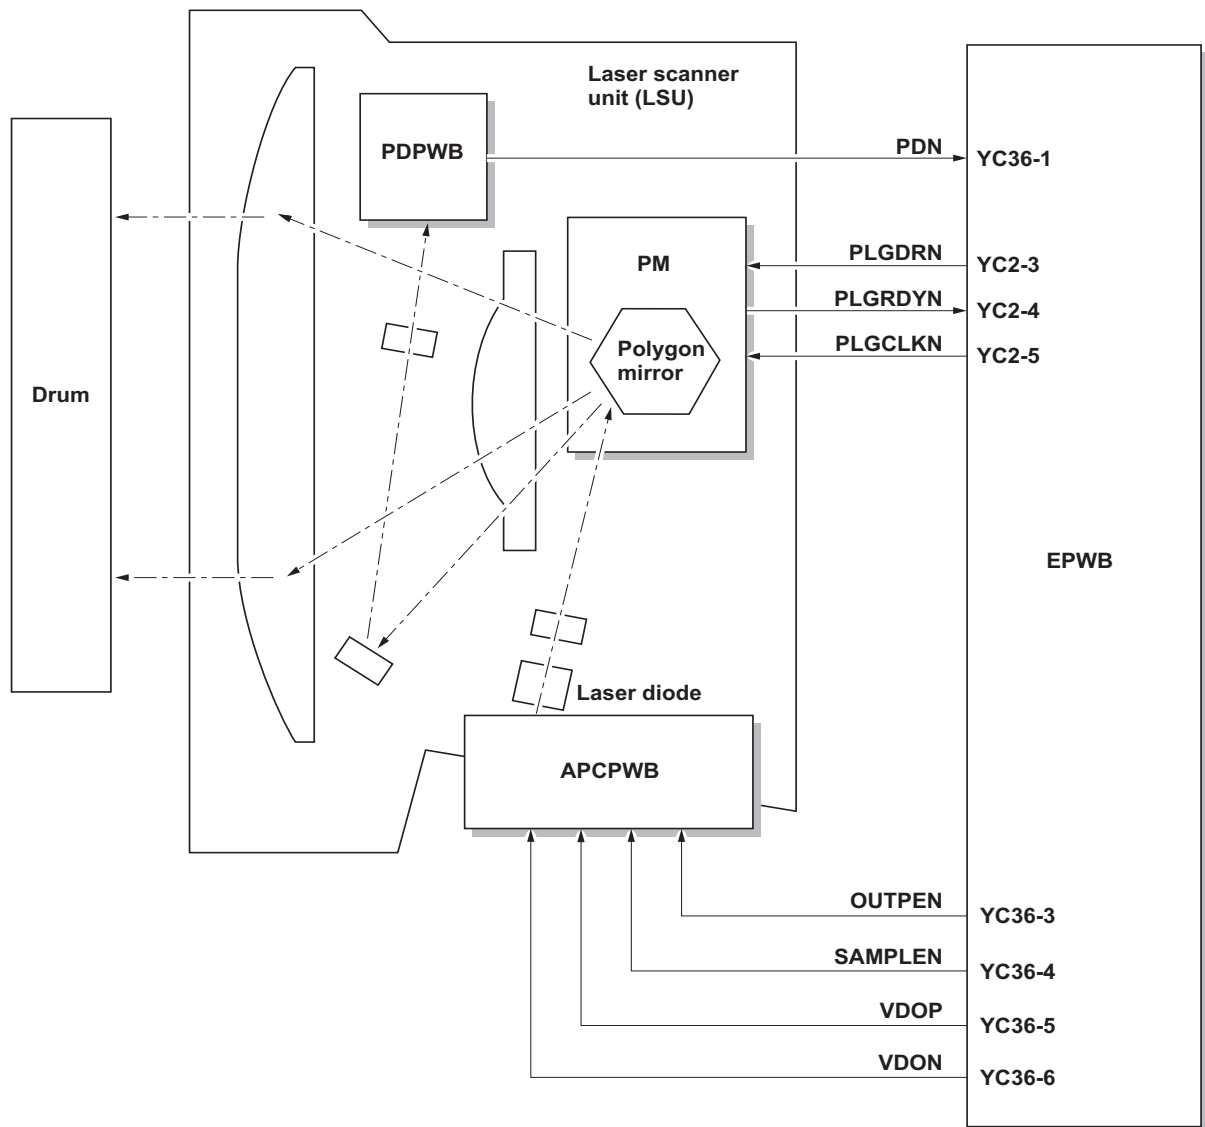 Laser scanner
unit (LSU)
PDPWB
PDN
YC36-1
PM
PLGDRN
YC2-3
PLGRDYN
YC2-4
PLGCLKN
YC2-5
Polygon
mirror
Drum
EPWB
Laser diode
APCPWB
OUTPEN
YC36-3
SAMPLEN
YC36-4
VDOP
YC36-5
VDON
YC36-6